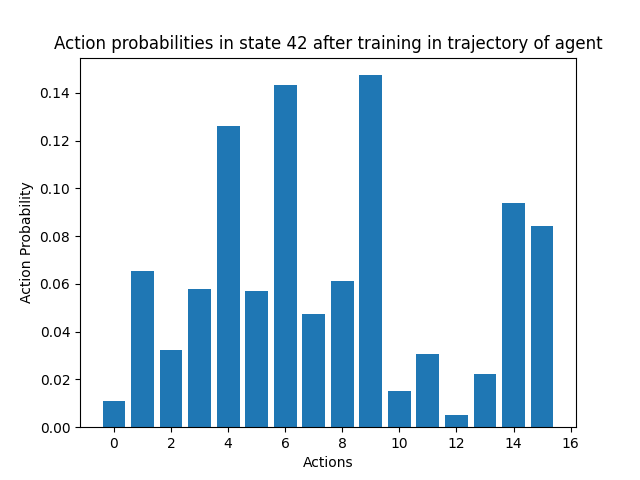 Action probabilities in state 42 after training in trajectory of agent
0.14
0.12
0.10
0.08
0.06
0.04
0.02
0.00
Action Probability
0 2 4 6 8 10 12 14 16
Actions